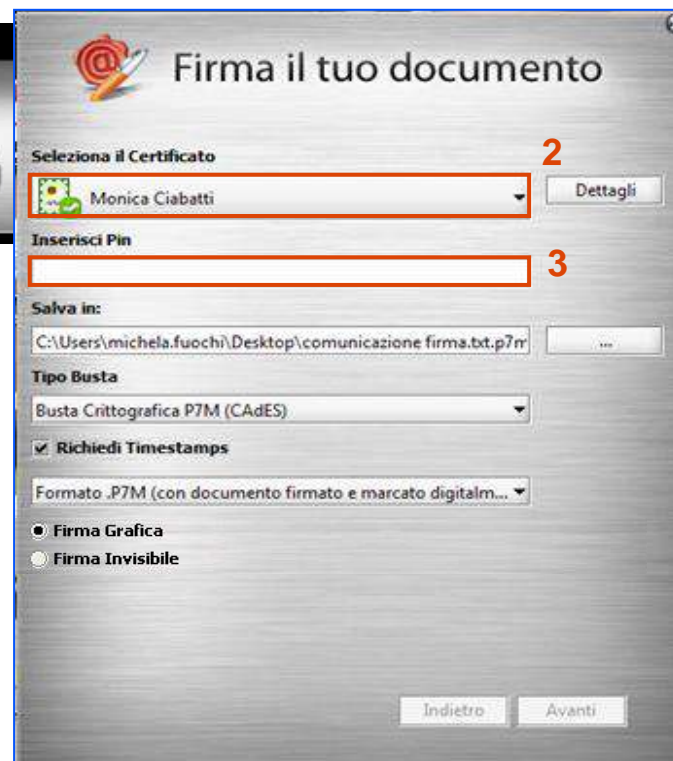 Firma il tuo documento
Seleziona il Certificato
2
Monica Ciabatti
Dettagli
Inserisci Pin
3
Salva in:
C:\Users\michela.fuochi\Desktop\comunicazione firma.txt.p7m
...
Tipo Busta
Busta Crittografica P7M (CAdES)
Richiedi Timestamps
Formato .P7M (con documento firmato e marcato digitalm...
Firma Grafica
Firma Invisibile
Indietro
Avanti